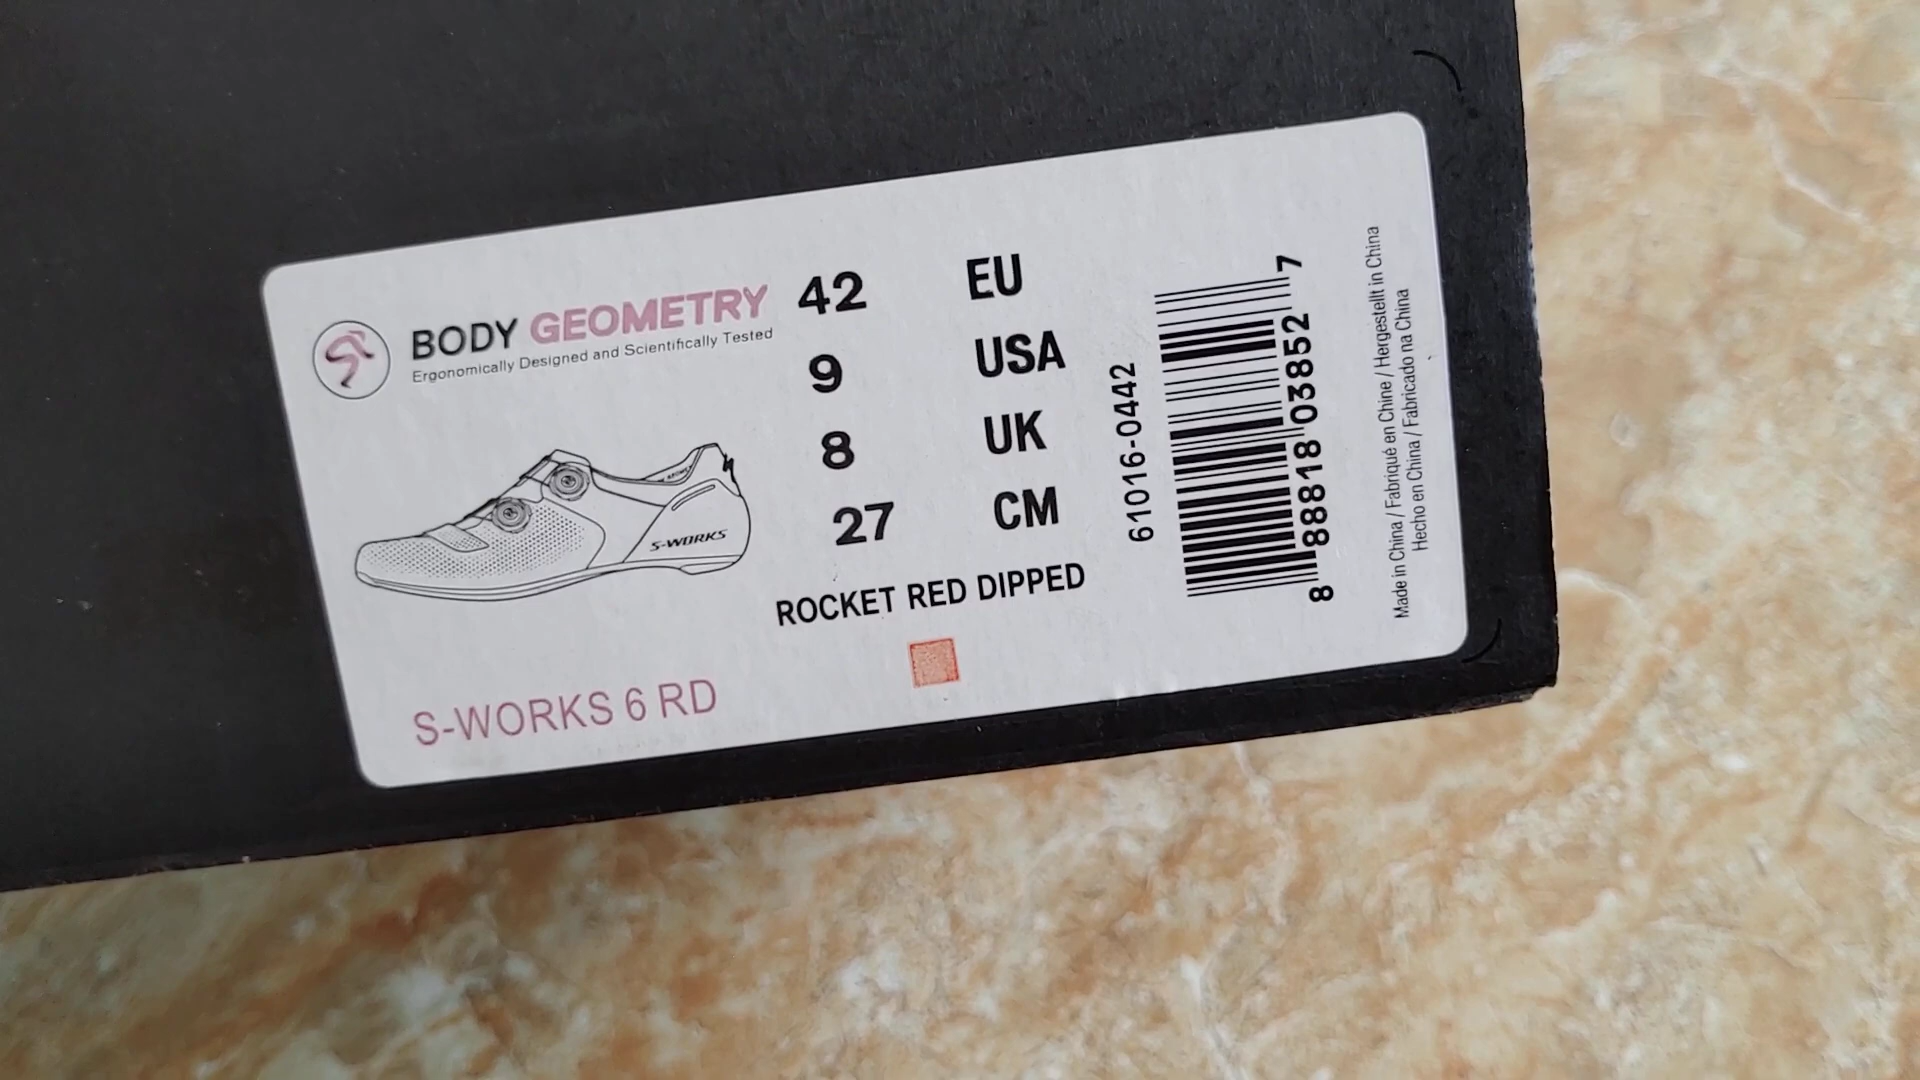 BODY GEOMETRY
Ergonomically Designed and Scientifically Tested
S-WORKS
S-WORKS 6 RD
42 EU
9 USA
8 UK
27 CM
ROCKET RED DIPPED
61016-0442
8 88818 03852 7
Made in China / Fabriqué en Chine / Hergestellt in China
Hecho en China / Fabricado na China